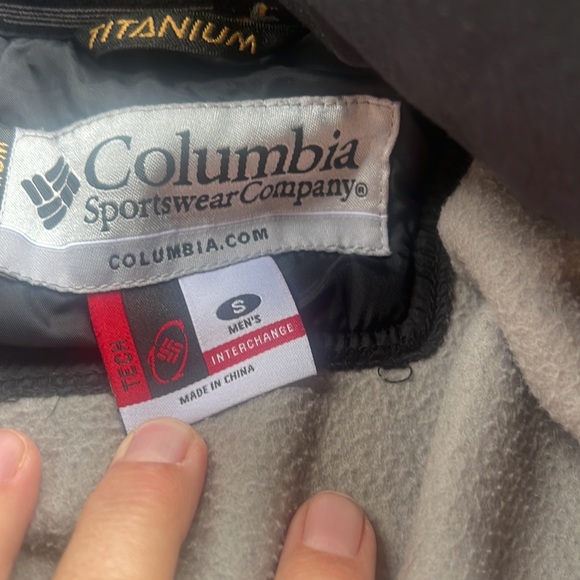 TITANIUM
Columbia
Sportswear Company®
COLUMBIA.COM
S
MEN'S
TECH
INTERCHANGE
MADE IN CHINA